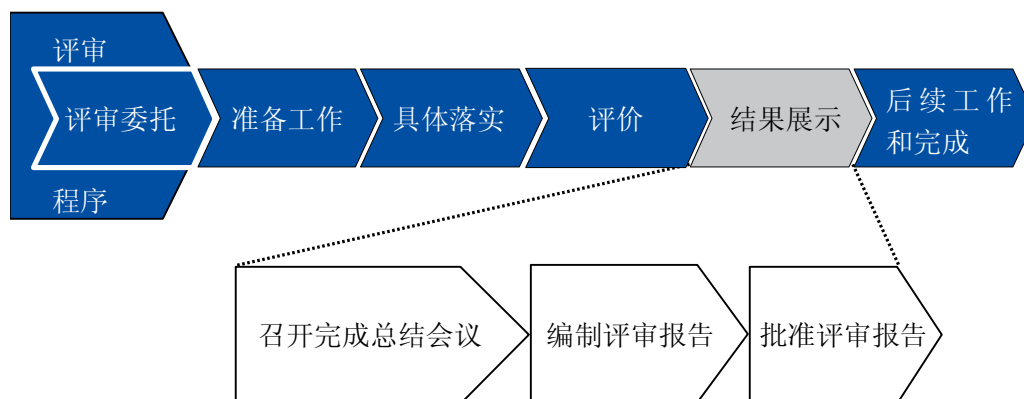 评审
评审委托
程序
准备工作
具体落实
评价
结果展示
后续工作
和完成
召开完成总结会议
编制评审报告
批准评审报告